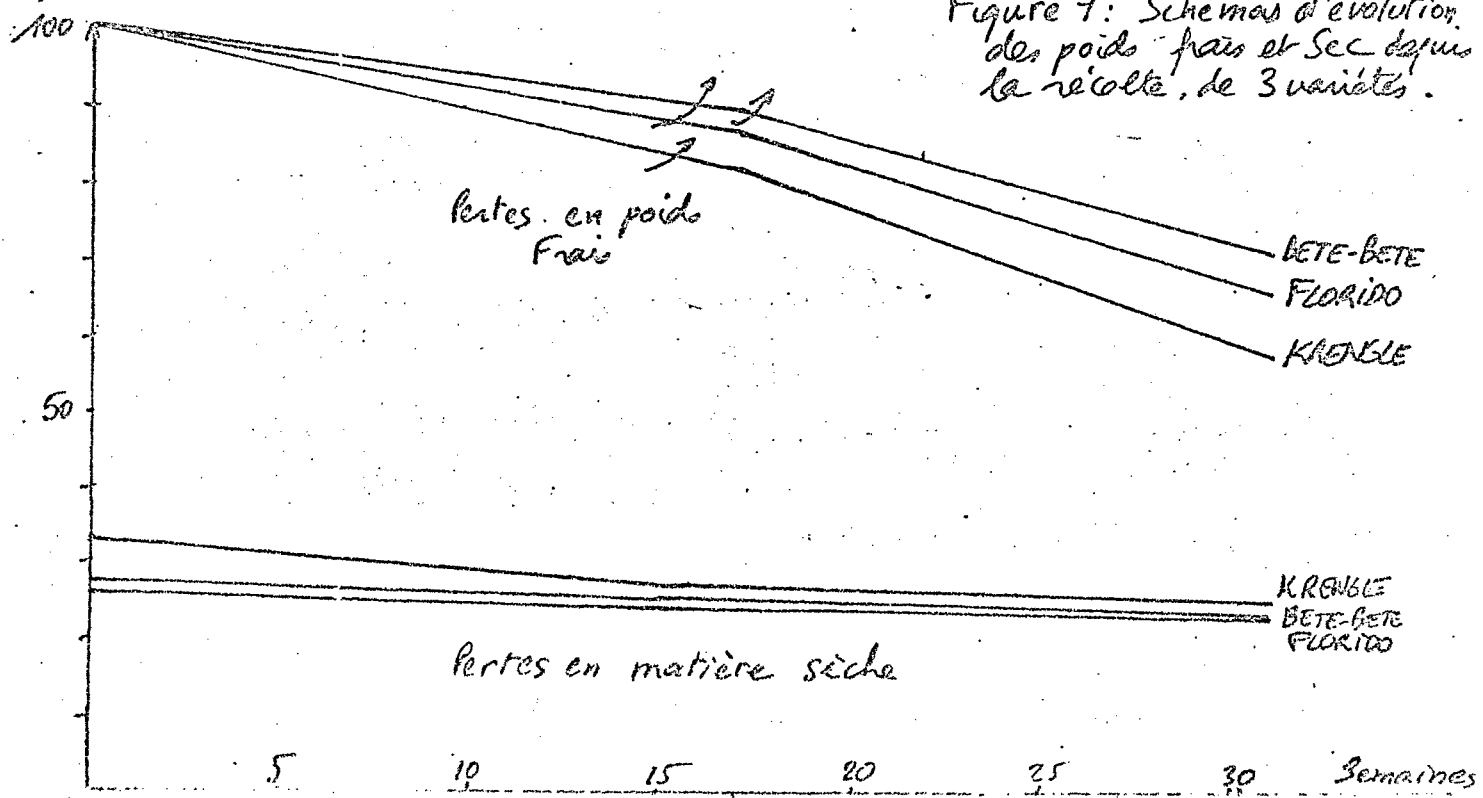 Figure 7: Schémas d'évolution
des poids frais et Sec depuis
la récolte, de 3 variétés.
100
Pertes en poids
Frais
BETE-BETE
FLORIDO
KRENGLE
50
KRENGLE
BETE-BETE
FLORIDO
Pertes en matière sèche
5 10 15 20 25 30 Semaines